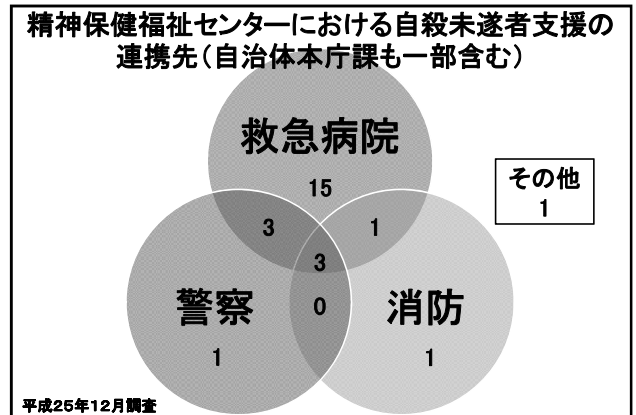 精神保健福祉センターにおける自殺未遂者支援の
連携先（自治体本庁課も一部含む）
救急病院
15
その他
1
3
1
3
警察
0
消防
1
1
平成25年12月調査